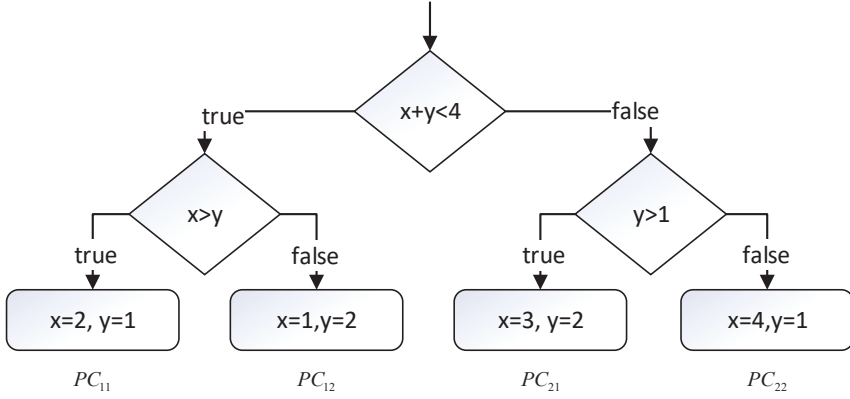 x+y<4
true
false
x>y
y>1
true
false
true
false
x=2, y=1
x=1,y=2
x=3, y=2
x=4,y=1
PC₁₁
PC₁₂
PC₂₁
PC₂₂